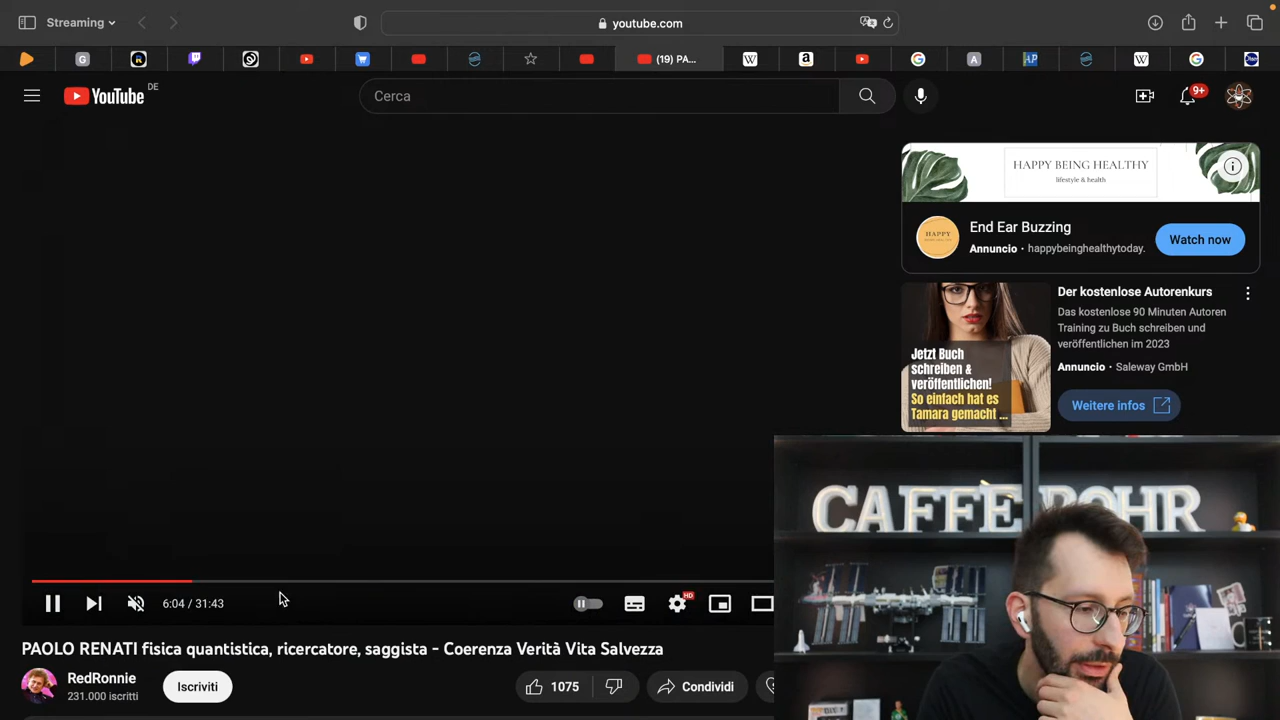 Streaming
youtube.com
(19) PA...
YouTube DE
Cerca
9+
HAPPY BEING HEALTHY
lifestyle & health
End Ear Buzzing
Annuncio · happybeinghealthytoday.
Watch now
Der kostenlose Autorenkurs
Das kostenlose 90 Minuten Autoren
Training zu Buch schreiben und
veröffentlichen im 2023
Annuncio · Saleway GmbH
Weitere infos
Jetzt Buch
schreiben &
veröffentlichen!
So einfach hat es
Tamara gemacht ...
6:04 / 31:43
HD
PAOLO RENATI fisica quantistica, ricercatore, saggista - Coerenza Verità Vita Salvezza
RedRonnie
231.000 iscritti
Iscriviti
1075
Condividi
CAFFE BOHR